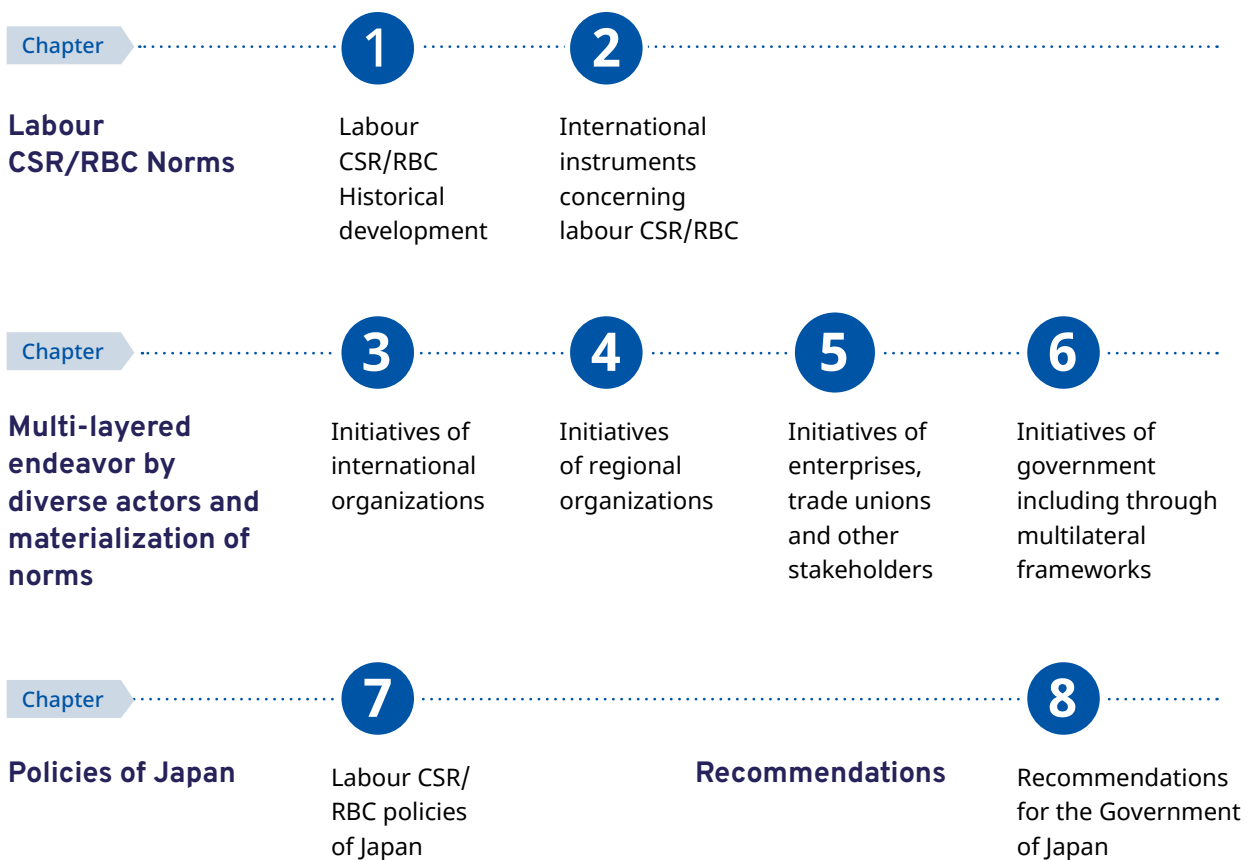 Chapter
1
2
Labour
CSR/RBC Norms
Labour
CSR/RBC
Historical
development
International
instruments
concerning
labour CSR/RBC
Chapter
3
4
5
6
Multi-layered
endeavor by
diverse actors and
materialization of
norms
Initiatives of
international
organizations
Initiatives
of regional
organizations
Initiatives of
enterprises,
trade unions
and other
stakeholders
Initiatives of
government
including through
multilateral
frameworks
Chapter
7
8
Policies of Japan
Labour CSR/
RBC policies
of Japan
Recommendations
Recommendations
for the Government
of Japan